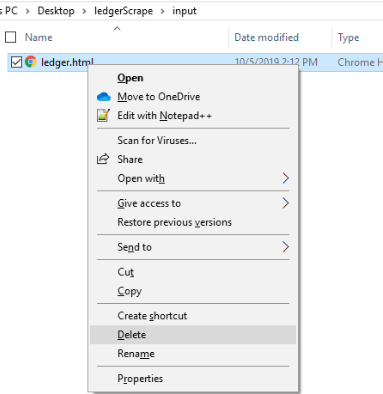 s PC > Desktop > ledgerScrape > input
Name Date modified Type
ledger.html 10/5/2019 2:12 PM Chrome H
Open
Move to OneDrive
Edit with Notepad++
Scan for Viruses...
Share
Open with
Give access to
Restore previous versions
Send to
Cut
Copy
Create shortcut
Delete
Rename
Properties